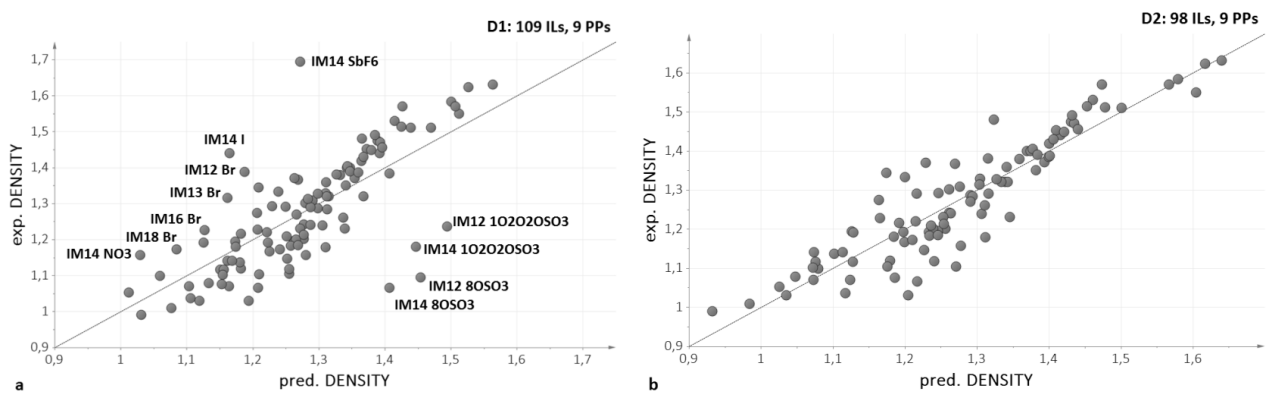 D1: 109 ILs, 9 PPs
1,7
1,6
1,5
1,4
1,3
1,2
1,1
1
0,9
exp. DENSITY
IM14 SbF6
IM14 I
IM12 Br
IM13 Br
IM16 Br
IM18 Br
IM14 NO3
IM12 1O2O2OSO3
IM14 1O2O2OSO3
IM12 8OSO3
IM14 8OSO3
0,9 1 1,1 1,2 1,3 1,4 1,5 1,6 1,7
a pred. DENSITY
D2: 98 ILs, 9 PPs
1,6
1,5
1,4
1,3
1,2
1,1
1
0,9
exp. DENSITY
0,9 1 1,1 1,2 1,3 1,4 1,5 1,6
b pred. DENSITY